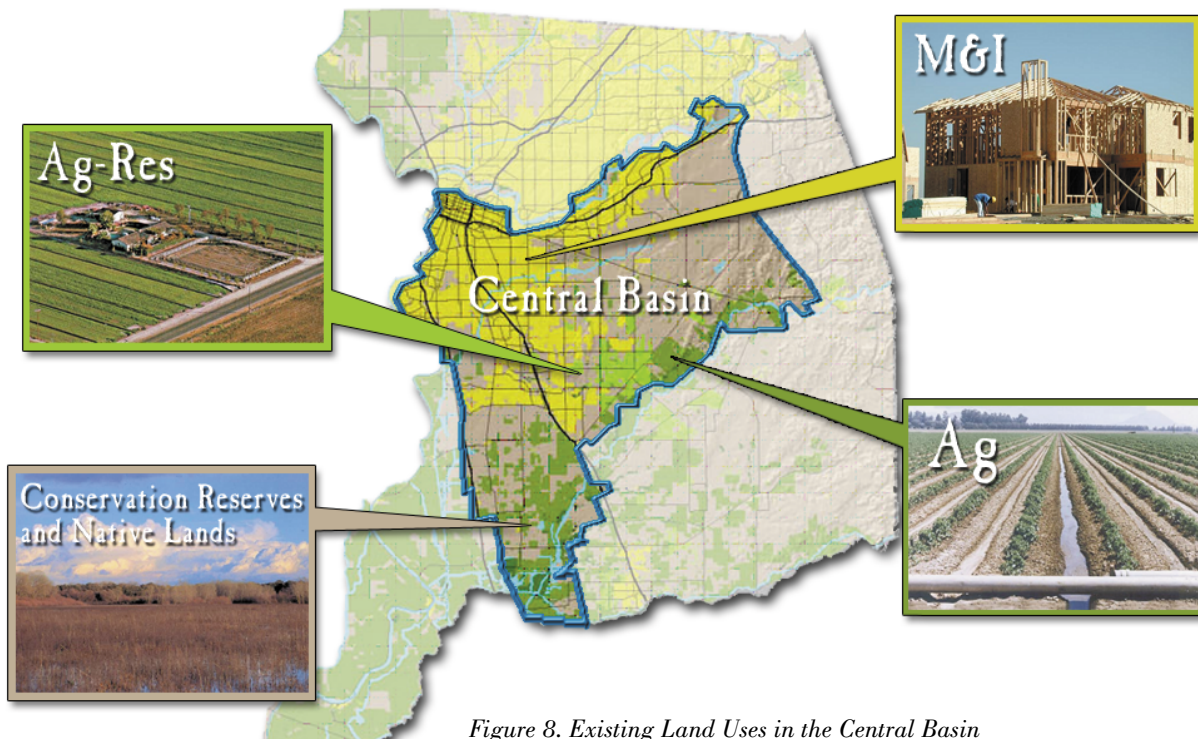 M&I
Ag-Res
Central Basin
Ag
Conservation Reserves
and Native Lands
Figure 8. Existing Land Uses in the Central Basin